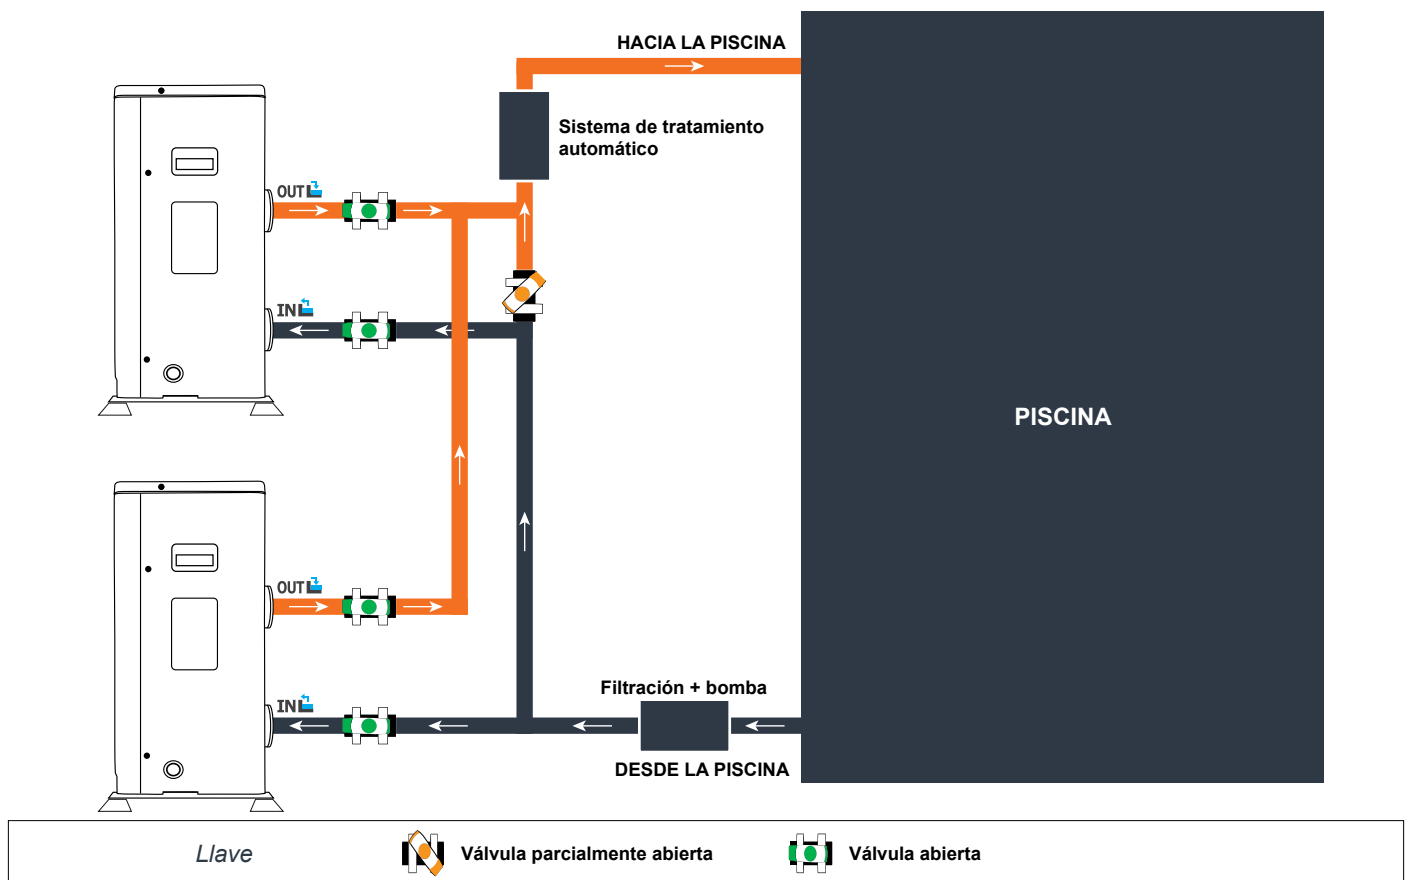 HACIA LA PISCINA
Sistema de tratamiento
automático
OUT
IN
PISCINA
OUT
IN
Filtración + bomba
DESDE LA PISCINA
Llave
Válvula parcialmente abierta
Válvula abierta